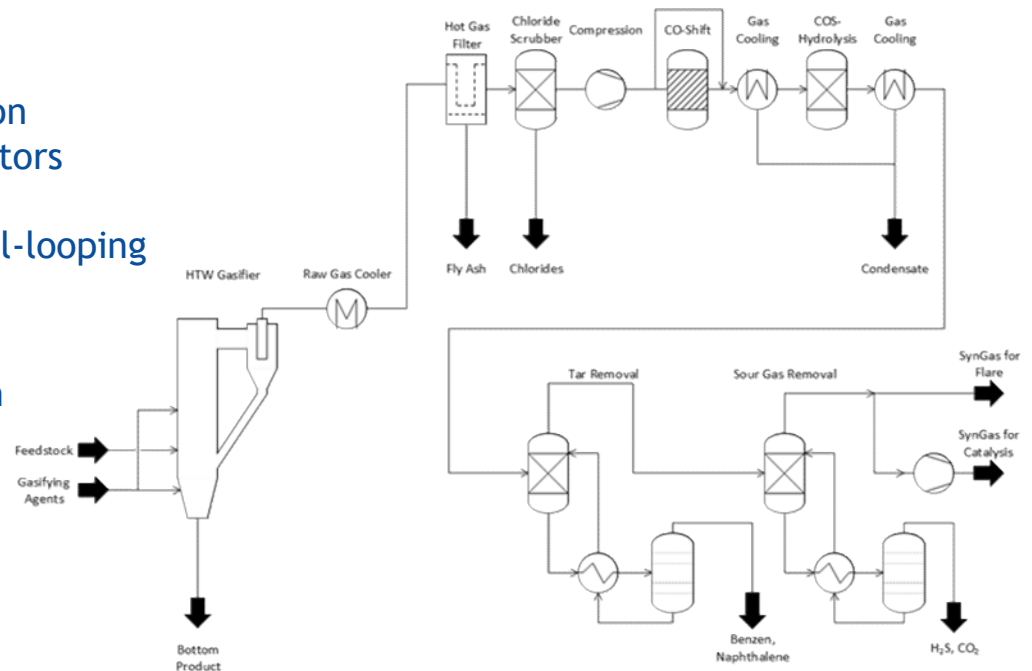 on
tors
l-looping
n
Hot Gas
Filter
Chloride
Scrubber
Compression
CO-Shift
Gas
Cooling
COS-
Hydrolysis
Gas
Cooling
Fly Ash
Chlorides
Condensate
HTW Gasifier
Raw Gas Cooler
Feedstock
Gasifying
Agents
Bottom
Product
Tar Removal
Sour Gas Removal
SynGas for
Flare
SynGas for
Catalysis
Benzen,
Naphthalene
H₂S, CO₂